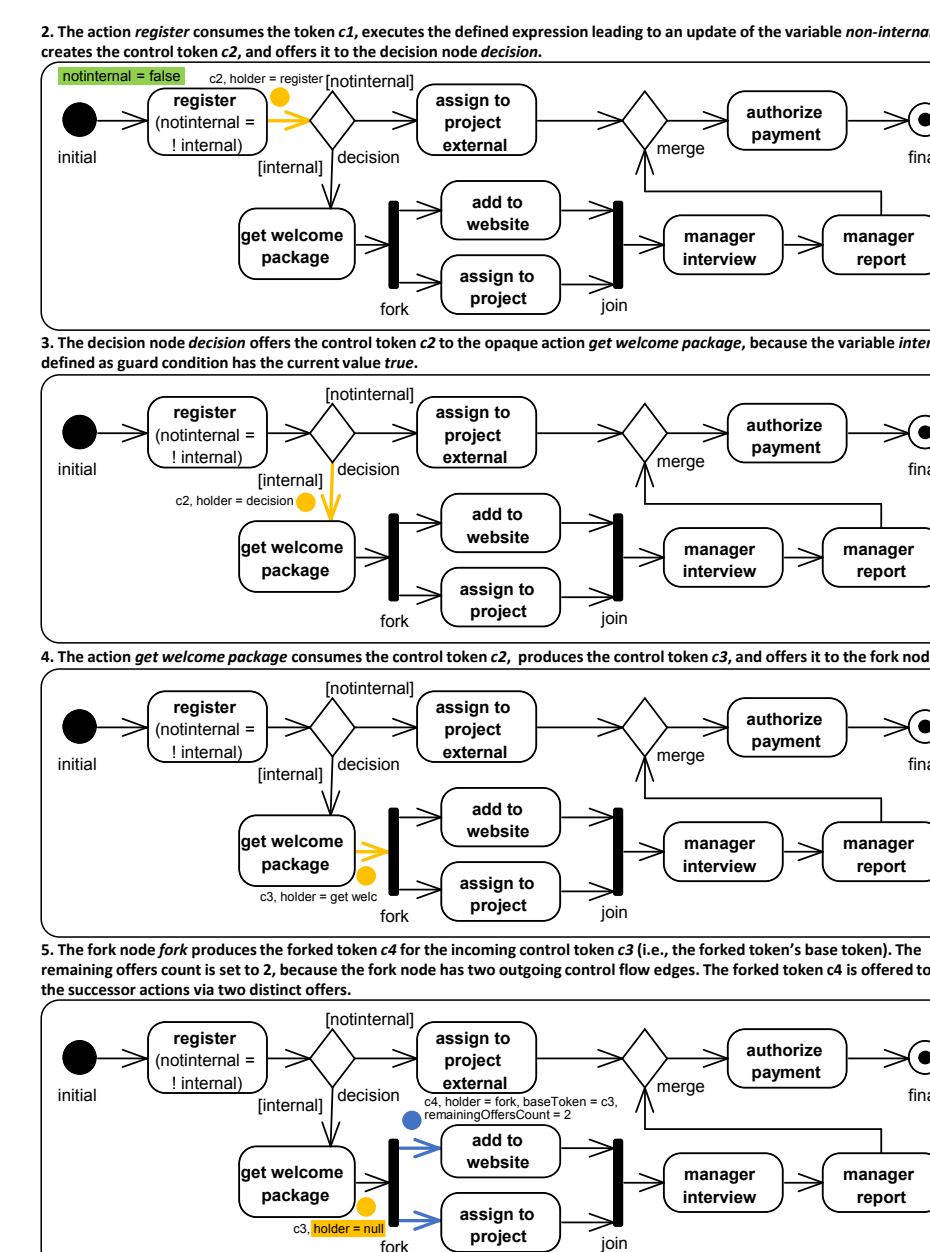 2. The action register consumes the token c1, executes the defined expression leading to an update of the variable non-internal
creates the control token c2, and offers it to the decision node decision.
notinternal = false
c2, holder = register
[notinternal]
register
(notinternal =
! internal)
assign to
project
external
authorize
payment
initial
decision
merge
[internal]
get welcome
package
add to
website
assign to
project
manager
interview
manager
report
fork
join
3. The decision node decision offers the control token c2 to the opaque action get welcome package, because the variable
defined as guard condition has the current value true.
[notinternal]
register
(notinternal =
! internal)
assign to
project
external
authorize
payment
initial
decision
merge
[internal]
c2, holder = decision
get welcome
package
add to
website
assign to
project
manager
interview
manager
report
fork
join
4. The action get welcome package consumes the control token c2, produces the control token c3, and offers it to the fork
[notinternal]
register
(notinternal =
! internal)
assign to
project
external
authorize
payment
initial
decision
merge
[internal]
get welcome
package
add to
website
assign to
project
manager
interview
manager
report
c3, holder = get welc
fork
join
5. The fork node fork produces the forked token c4 for the incoming control token c3 (i.e., the forked token's base token). The
remaining offers count is set to 2, because the fork node has two outgoing control flow edges. The forked token c4 is offered to
the successor actions via two distinct offers.
[notinternal]
register
(notinternal =
! internal)
assign to
project
external
authorize
payment
initial
decision
merge
[internal]
c4, holder = fork, baseToken = c3,
remainingOffersCount = 2
get welcome
package
add to
website
assign to
project
manager
interview
manager
report
c3, holder = null
fork
join